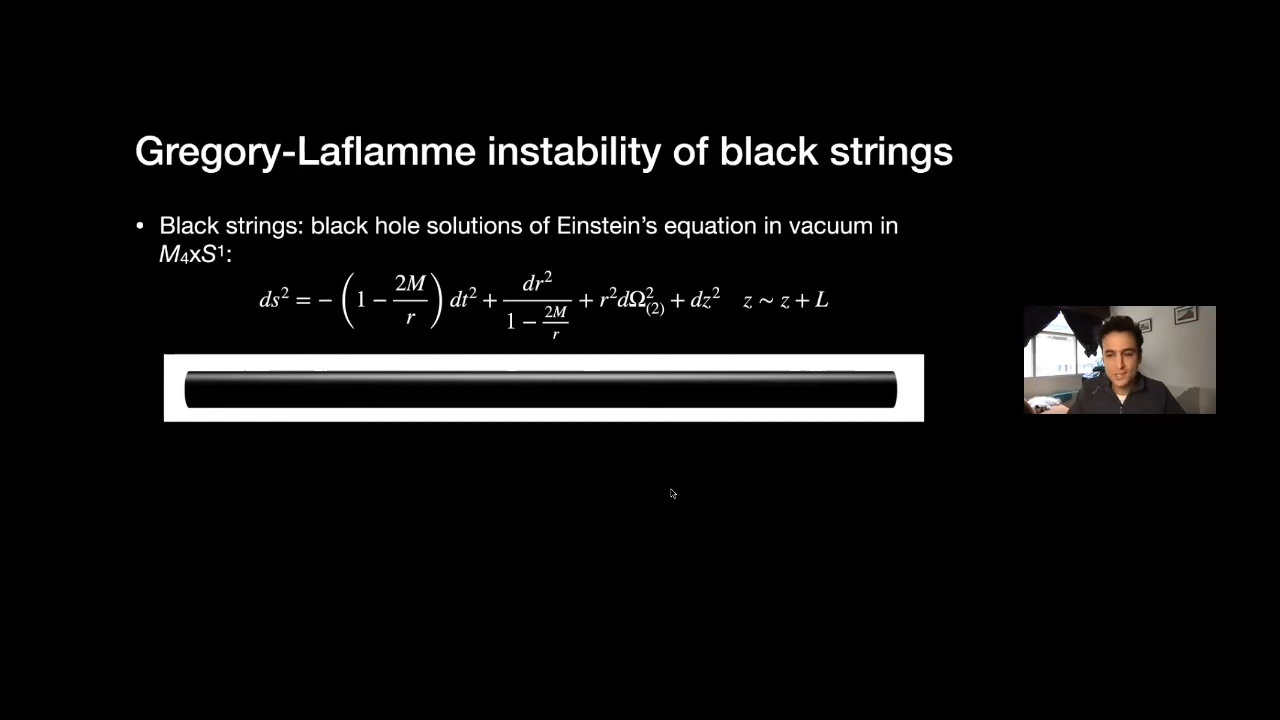 Gregory-Laflamme instability of black strings
• Black strings: black hole solutions of Einstein's equation in vacuum in
M₄xS¹:
ds² = − (1 − 2M/r) dt² + dr²/(1 − 2M/r) + r²dΩ²₍₂₎ + dz² z ~ z + L